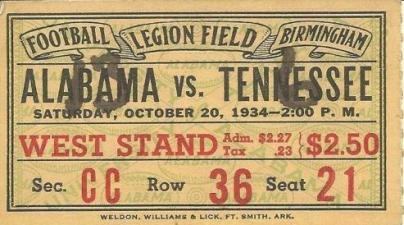 FOOTBALL LEGION FIELD BIRMINGHAM
ALABAMA VS. TENNESSEE
SATURDAY, OCTOBER 20, 1934—2:00 P. M.
WEST STAND Adm. $2.27 Tax .23 } $2.50
Sec. CC Row 36 Seat 21
WELDON, WILLIAMS & LICK, FT. SMITH, ARK.